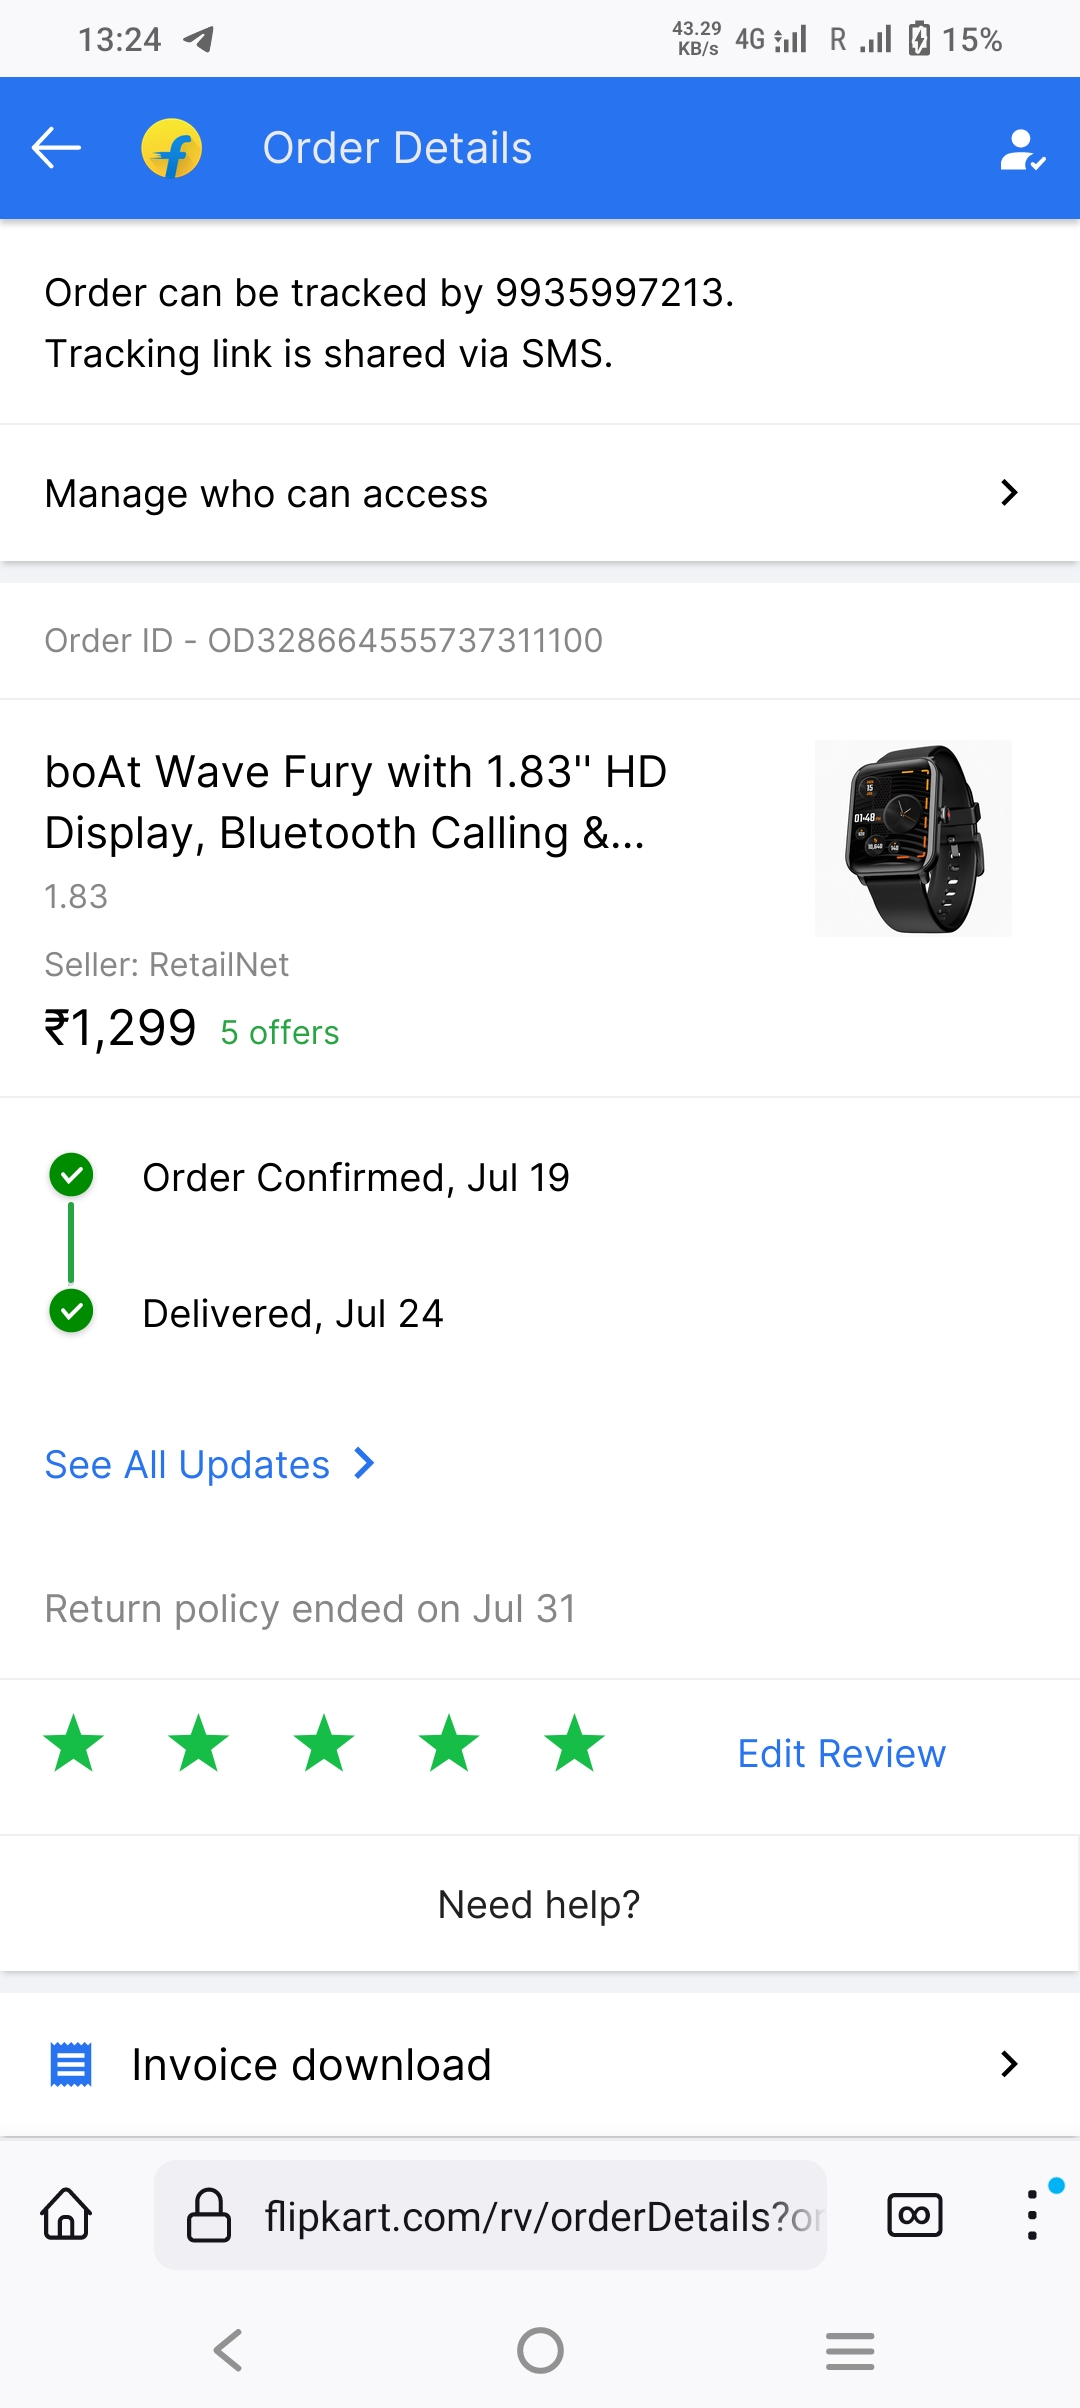 13:24
43.29
KB/s
4G
R
15%
Order Details
Order can be tracked by 9935997213.
Tracking link is shared via SMS.
Manage who can access
Order ID - OD328664555737311100
boAt Wave Fury with 1.83" HD
Display, Bluetooth Calling &...
1.83
Seller: RetailNet
₹1,299 5 offers
01:48
Order Confirmed, Jul 19
Delivered, Jul 24
See All Updates
Return policy ended on Jul 31
Edit Review
Need help?
Invoice download
flipkart.com/rv/orderDetails?or